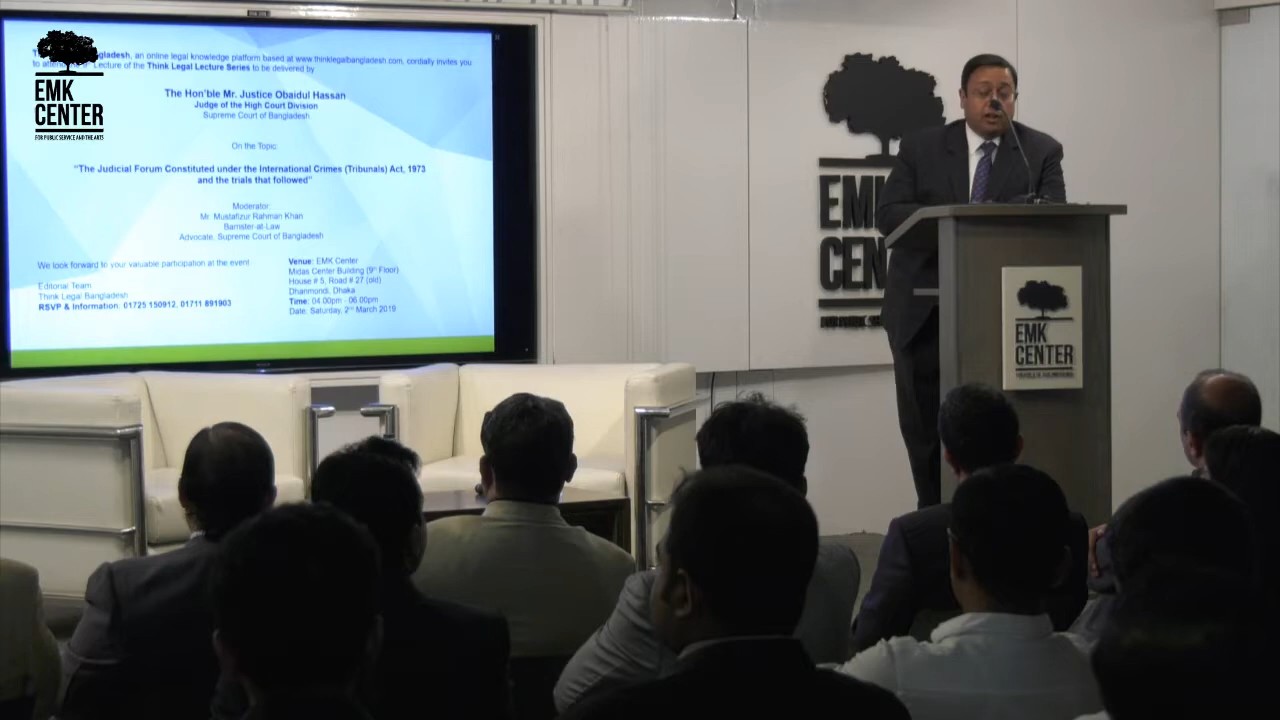 EMK
CENTER
FOR PUBLIC SERVICE AND THE ARTS
gladesh, an online legal knowledge platform based at www.thinklegalbangladesh.com, cordially invites you
Lecture of the Think Legal Lecture Series to be delivered by
The Hon'ble Mr. Justice Obaidul Hassan
Judge of the High Court Division
Supreme Court of Bangladesh
On the Topic:
"The Judicial Forum Constituted under the International Crimes (Tribunals) Act, 1973
and the trials that followed"
Moderator:
Mr. Mustafizur Rahman Khan
Barrister-at-Law
Advocate, Supreme Court of Bangladesh
We look forward to your valuable participation at the event
Editorial Team
Think Legal Bangladesh
RSVP & Information: 01725 150912, 01711 891903
Venue: EMK Center
Midas Center Building (9th Floor)
House # 5, Road # 27 (old)
Dhanmondi, Dhaka
Time: 04.00pm - 06.00pm
Date: Saturday, 2nd March 2019
EMK
CEN
EMK
CENTER